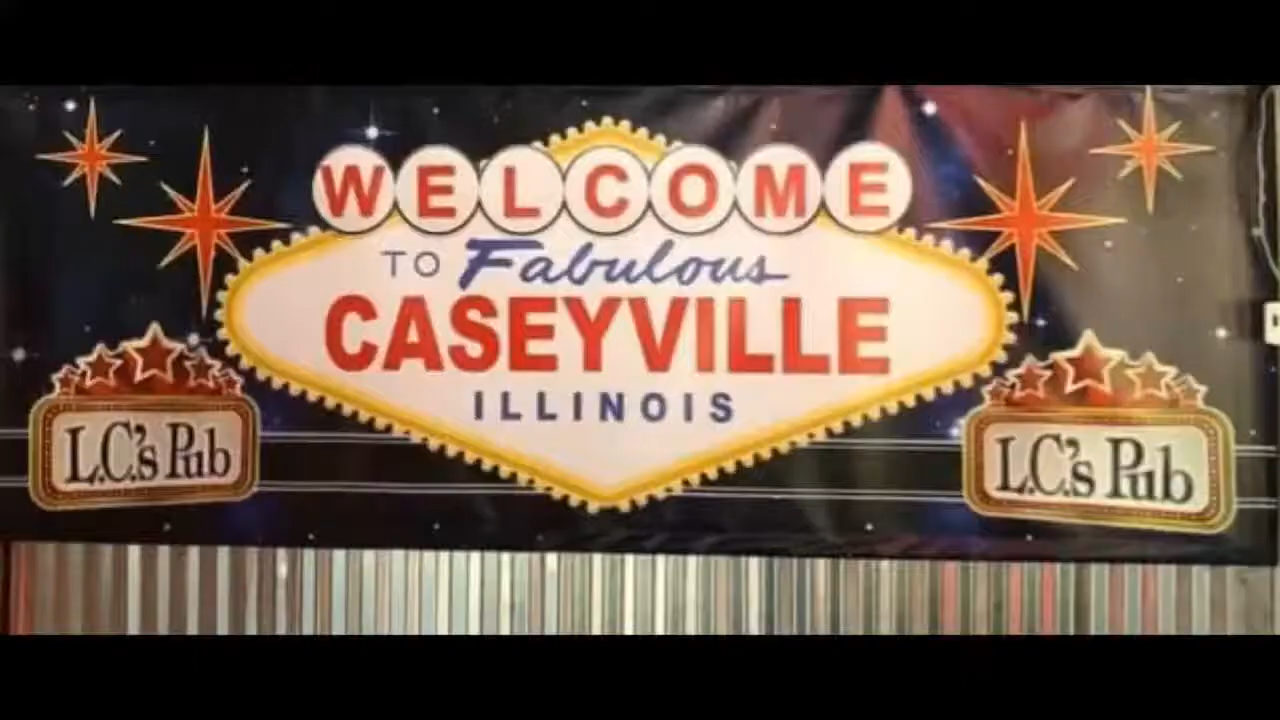 WELCOME
TO Fabulous
CASEYVILLE
ILLINOIS
L.C.'s Pub
L.C.'s Pub